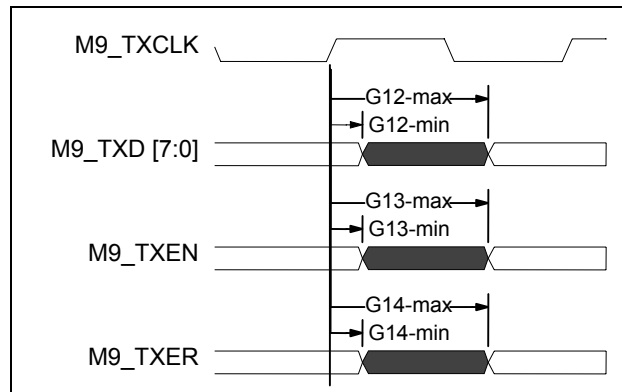 M9_TXCLK
G12-max
G12-min
M9_TXD [7:0]
G13-max
G13-min
M9_TXEN
G14-max
G14-min
M9_TXER